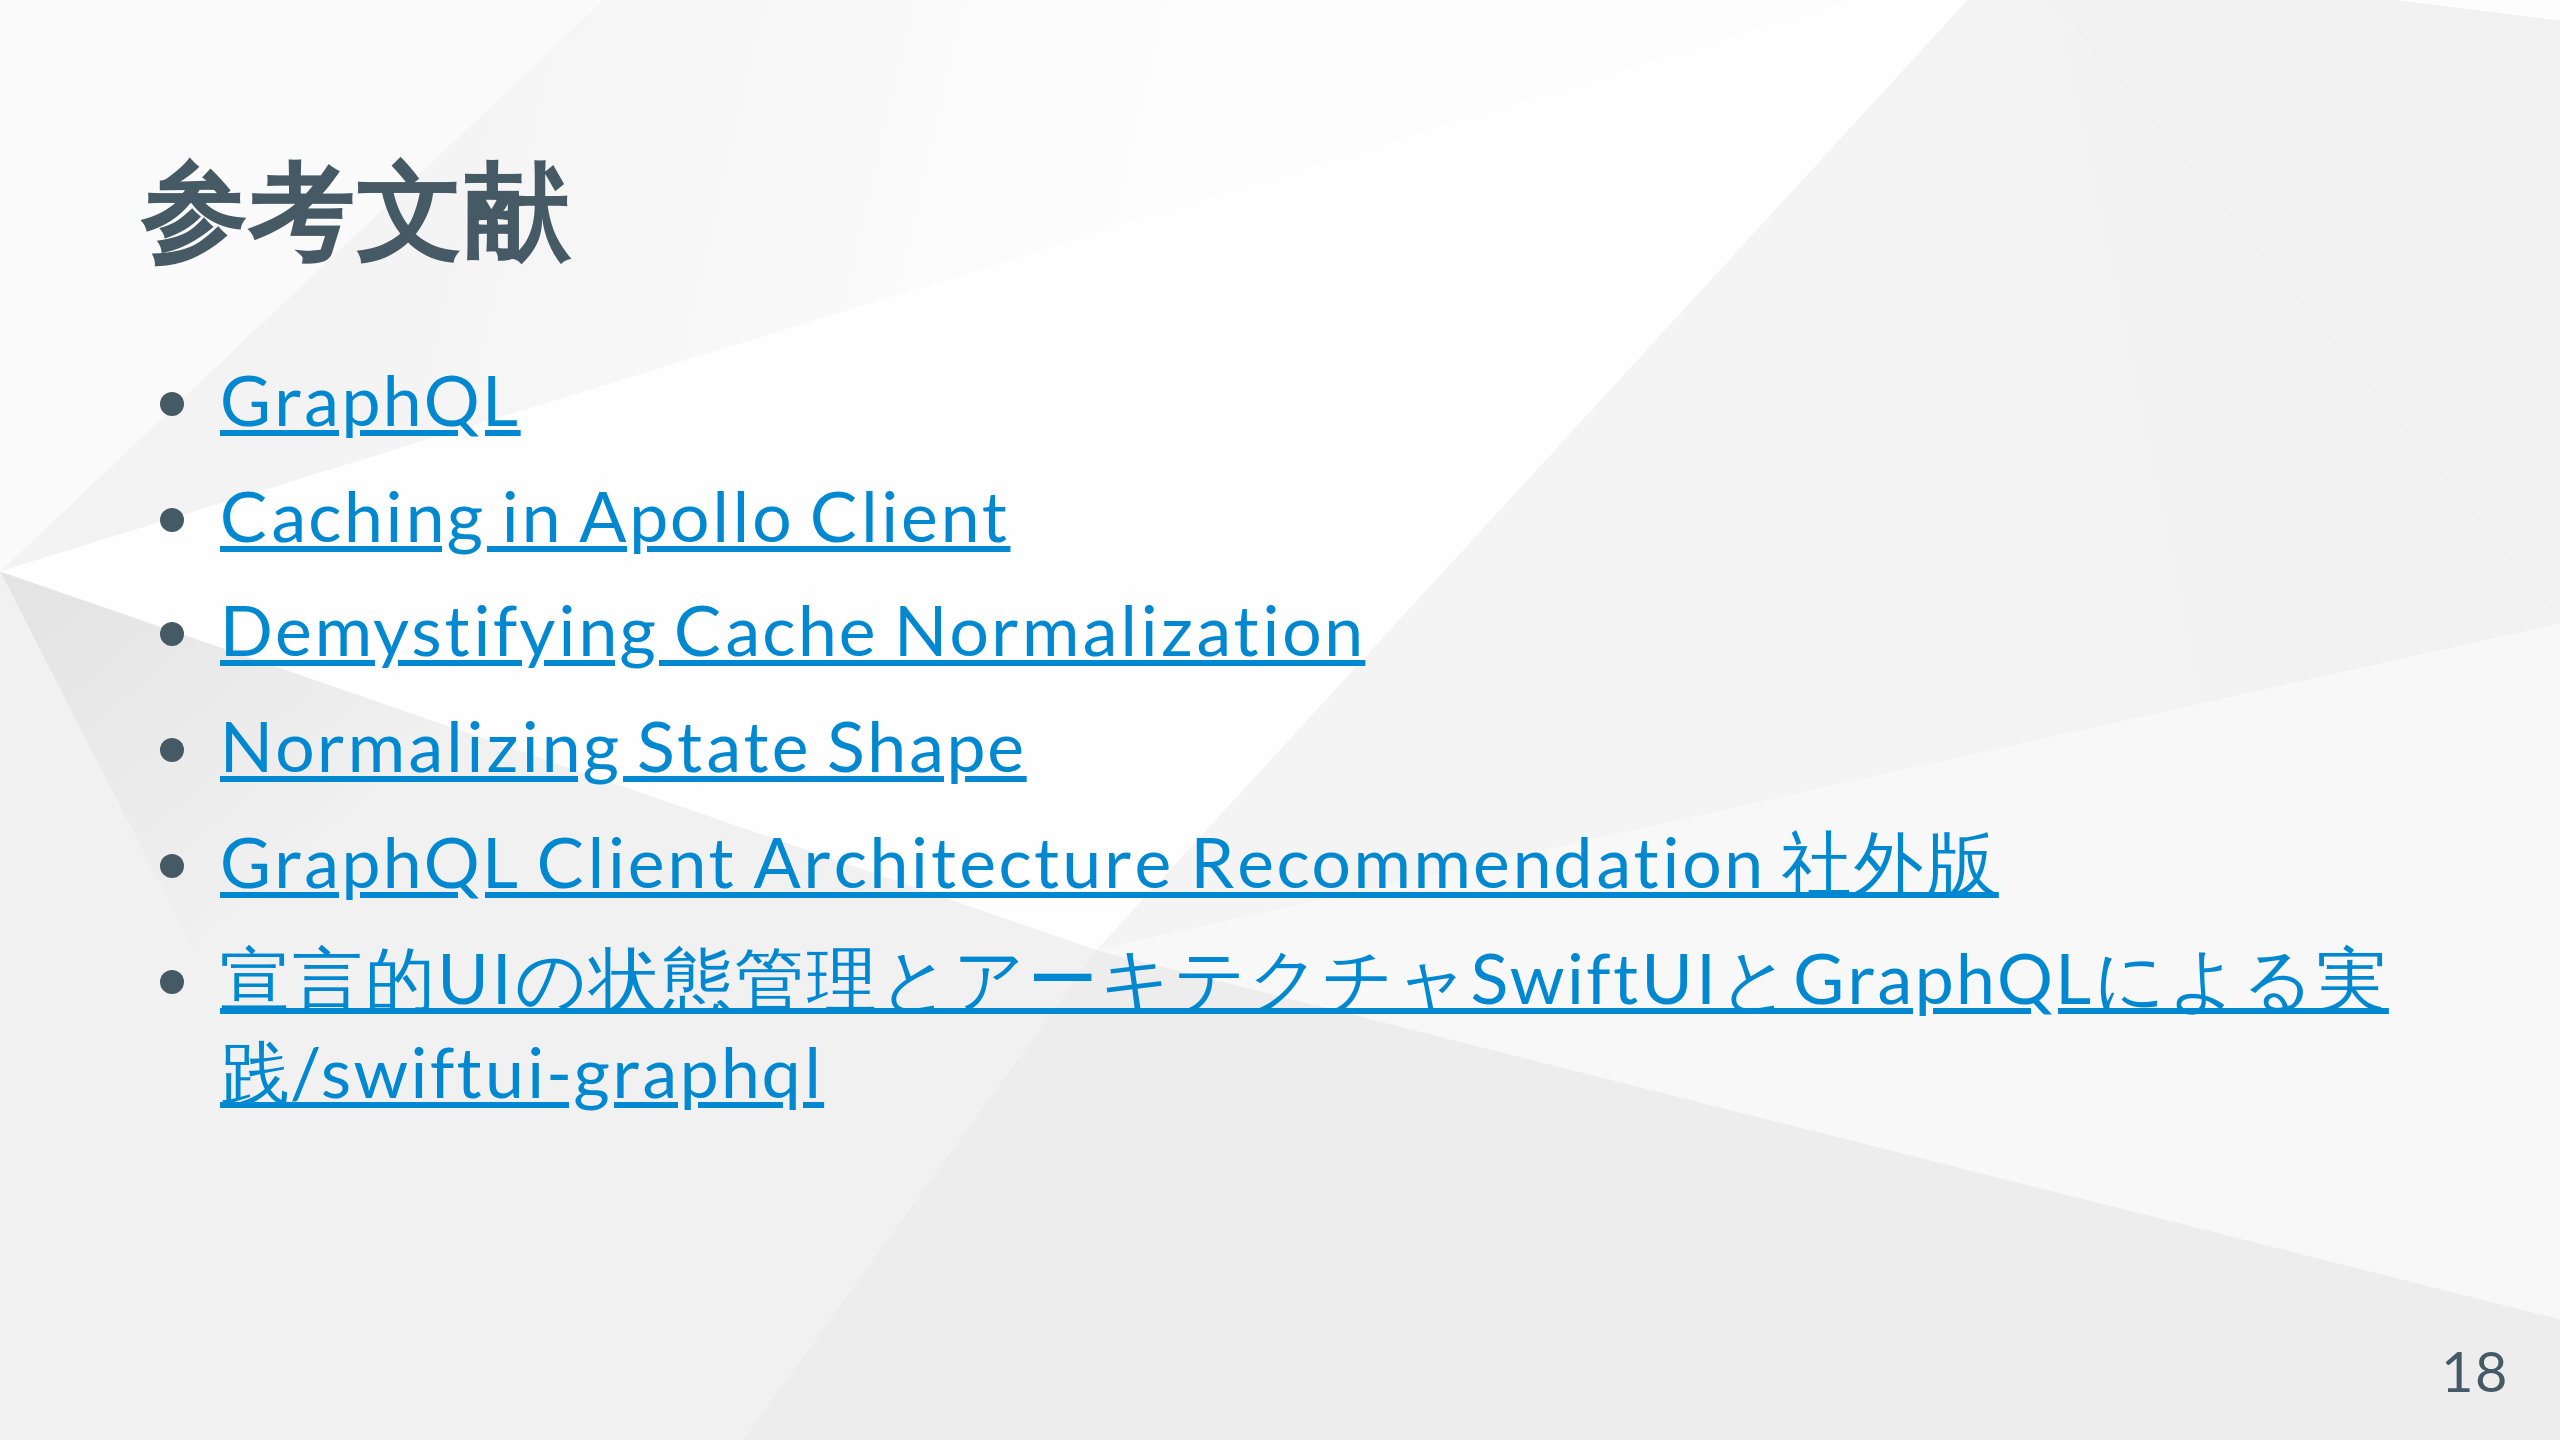 参考文献
GraphQL
Caching in Apollo Client
Demystifying Cache Normalization
Normalizing State Shape
GraphQL Client Architecture Recommendation 社外版
宣言的UIの状態管理とアーキテクチャSwiftUIとGraphQLによる実
践/swiftui-graphql
18